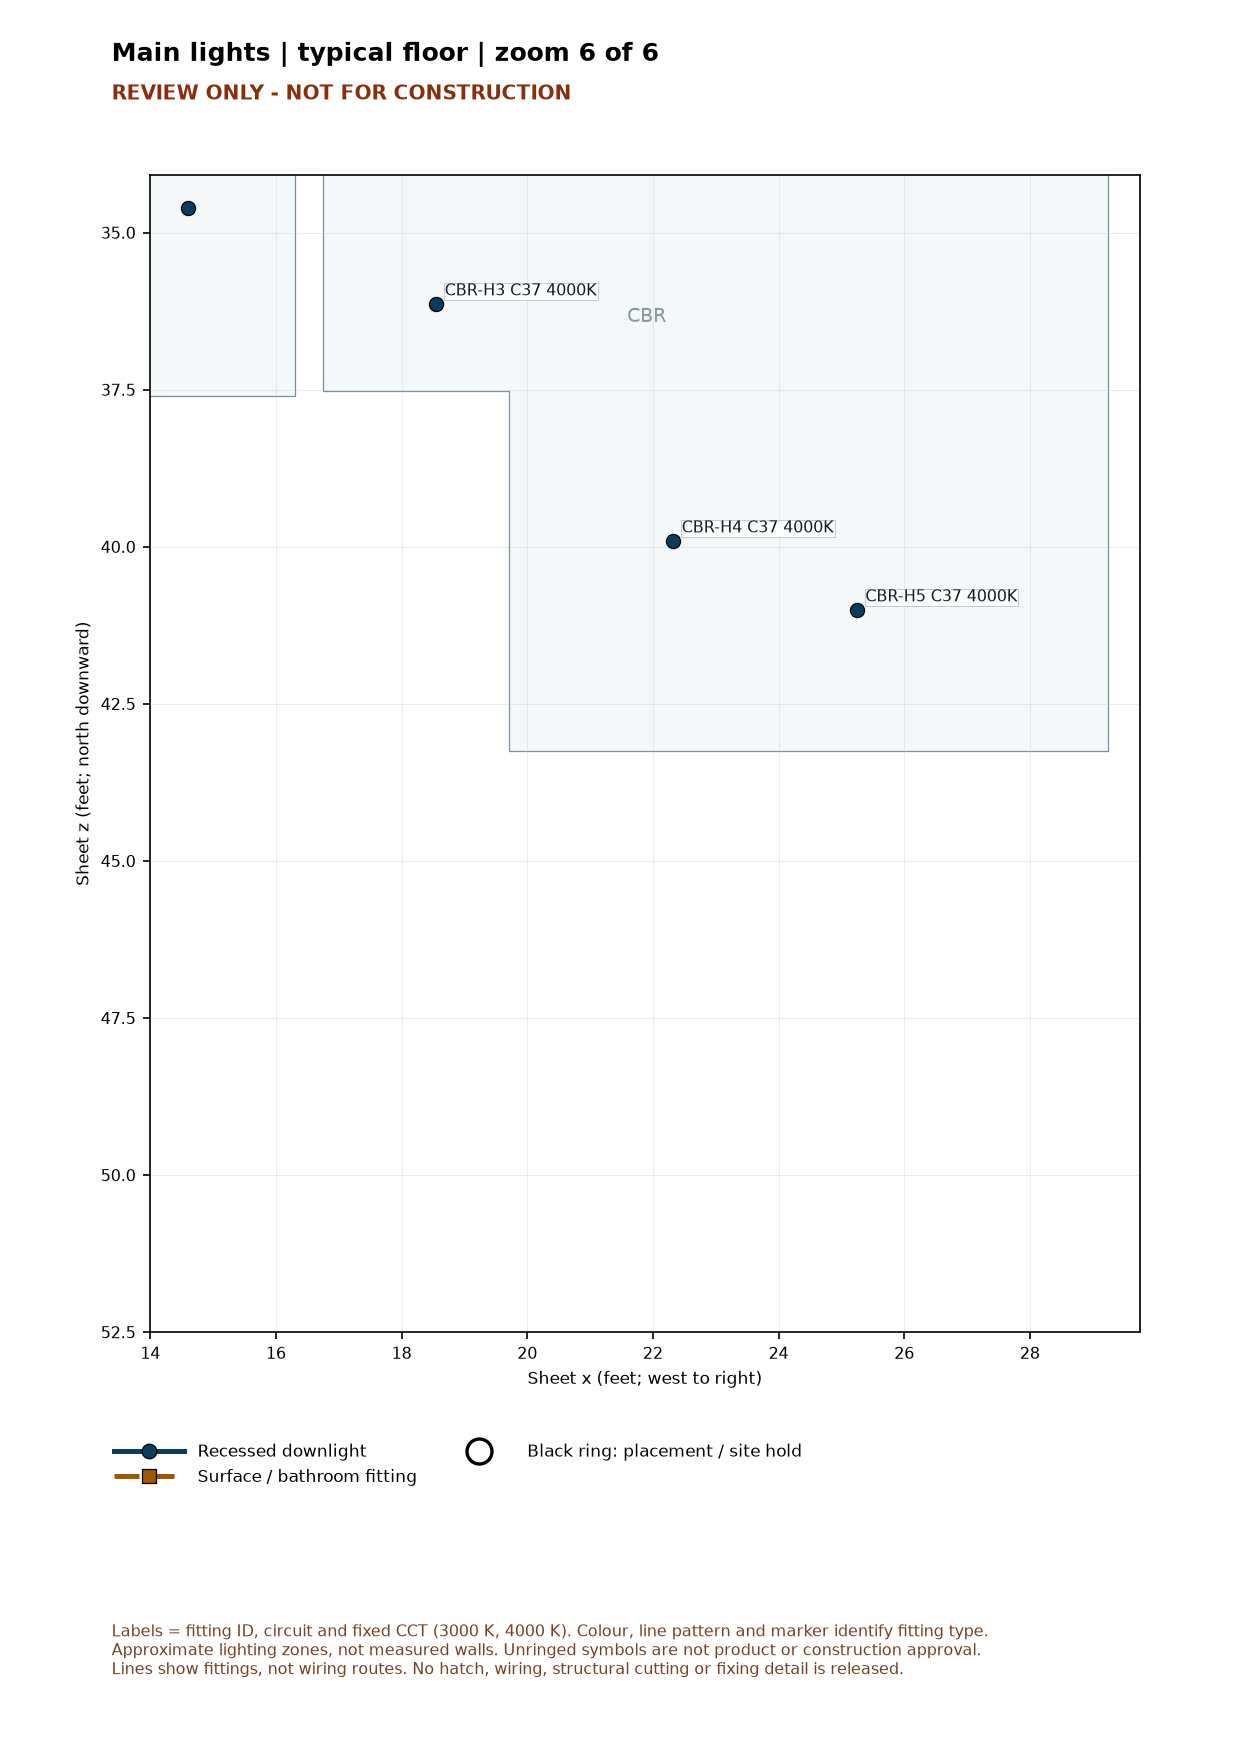 Main lights | typical floor | zoom 6 of 6
REVIEW ONLY - NOT FOR CONSTRUCTION
35.0
CBR-H3 C37 4000K
CBR
37.5
CBR-H4 C37 4000K
40.0
CBR-H5 C37 4000K
42.5
Sheet z (feet; north downward)
45.0
47.5
50.0
52.5
14 16 18 20 22 24 26 28
Sheet x (feet; west to right)
Recessed downlight
Black ring: placement / site hold
Surface / bathroom fitting
Labels = fitting ID, circuit and fixed CCT (3000 K, 4000 K). Colour, line pattern and marker identify fitting type.
Approximate lighting zones, not measured walls. Unringed symbols are not product or construction approval.
Lines show fittings, not wiring routes. No hatch, wiring, structural cutting or fixing detail is released.